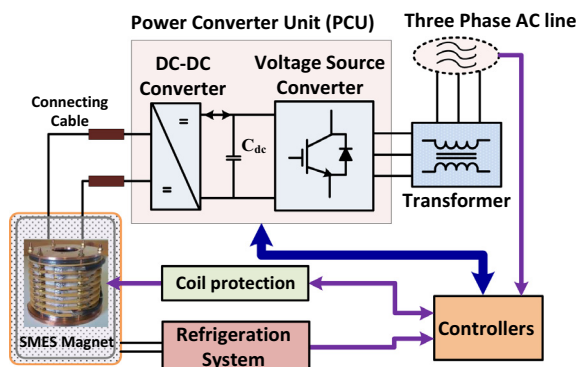 Power Converter Unit (PCU)
Three Phase AC line
DC-DC
Converter
Voltage Source
Converter
Connecting
Cable
=
=
Cdc
Transformer
Coil protection
SMES Magnet
Refrigeration
System
Controllers